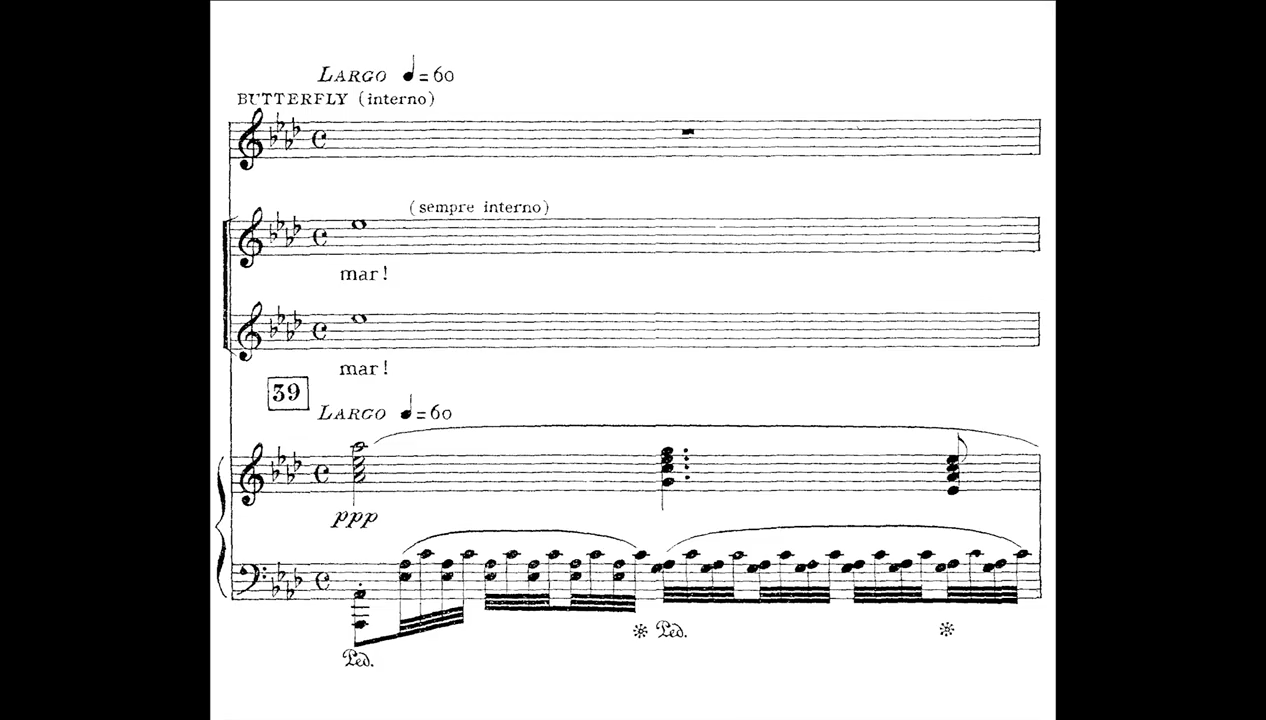 LARGO ♩=60
BUTTERFLY (interno)
(sempre interno)
mar!
mar!
39
LARGO ♩=60
ppp
Ped.
Ped.